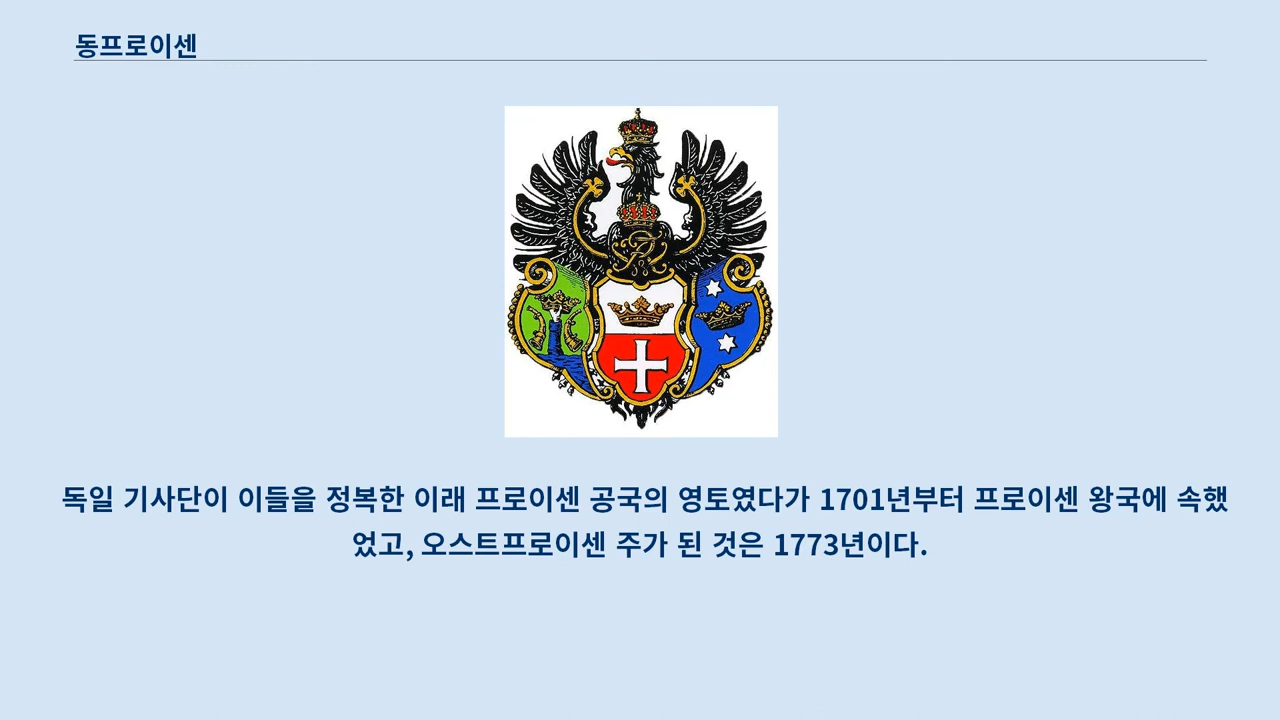 동프로이센
독일 기사단이 이들을 정복한 이래 프로이센 공국의 영토였다가 1701년부터 프로이센 왕국에 속했
었고, 오스트프로이센 주가 된 것은 1773년이다.